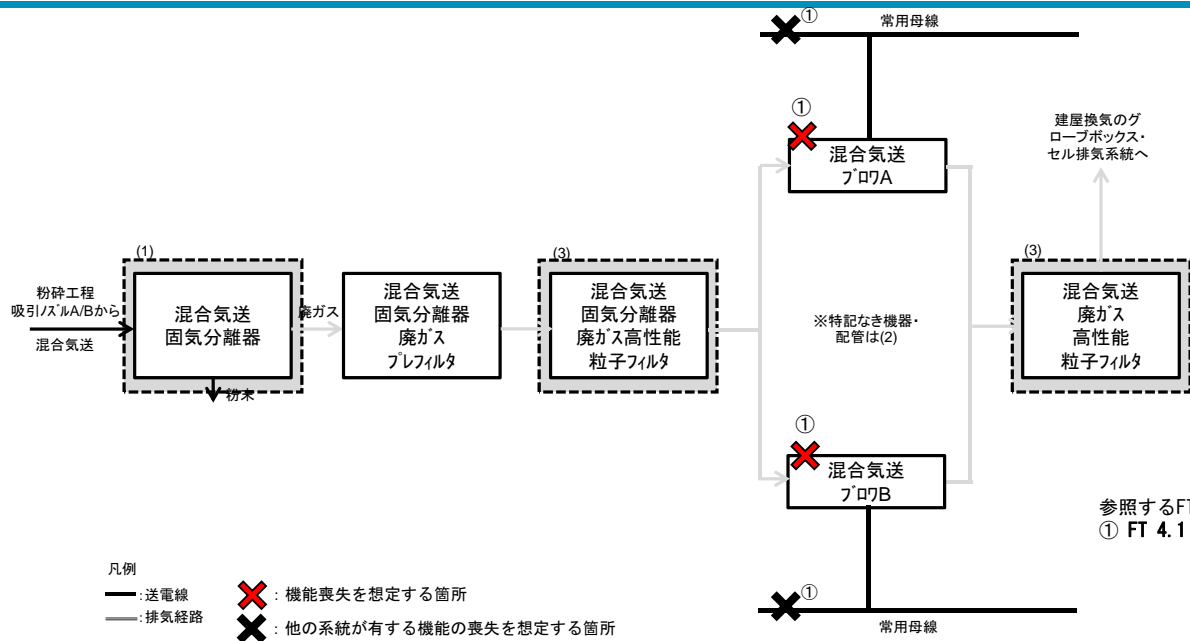 ①
常用母線
①
混合気送
ブロワA
建屋換気のグ
ローブボックス・
セル排気系統へ
(1)
粉砕工程
吸引ノズルA/Bから
混合気送
混合気送
固気分離器
粉末
廃ガス
混合気送
固気分離器
廃ガス
プレフィルタ
(3)
混合気送
固気分離器
廃ガス高性能
粒子フィルタ
※特記なき機器・
配管は(2)
(3)
混合気送
廃ガス
高性能
粒子フィルタ
①
混合気送
ブロワB
参照するFT
① FT 4.1
①
常用母線
凡例
:送電線
:排気経路
: 機能喪失を想定する箇所
: 他の系統が有する機能の喪失を想定する箇所